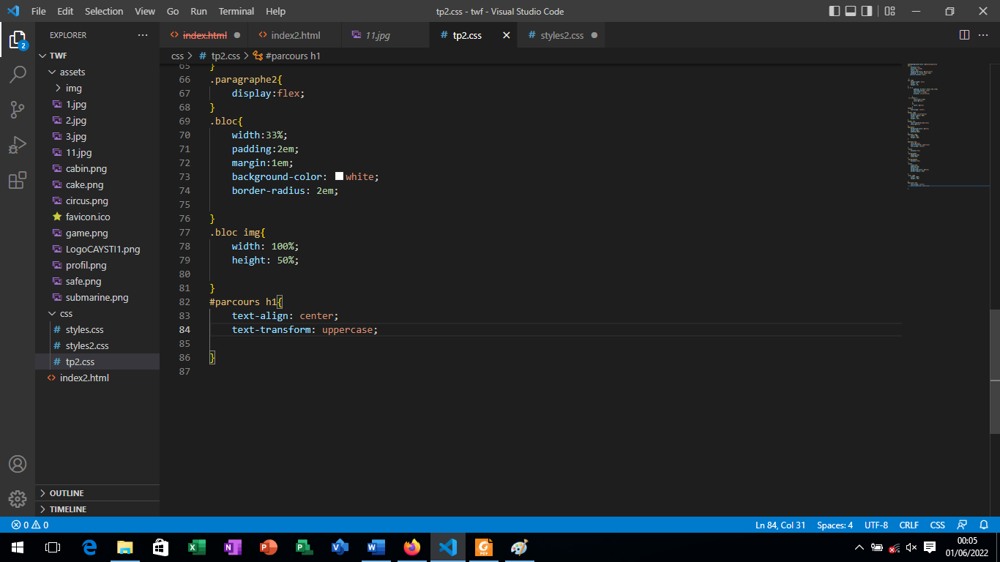 File Edit Selection View Go Run Terminal Help
tp2.css - twf - Visual Studio Code
EXPLORER
index.html
index2.html
11.jpg
tp2.css
styles2.css
css > tp2.css > #parcours h1
2
TWF
assets
img
1.jpg
2.jpg
3.jpg
11.jpg
cabin.png
cake.png
circus.png
favicon.ico
game.png
LogoCAYSTI1.png
profil.png
safe.png
submarine.png
css
styles.css
styles2.css
tp2.css
index2.html
OUTLINE
TIMELINE
65 }
66 .paragraphe2{
67 display:flex;
68 }
69 .bloc{
70 width:33%;
71 padding:2em;
72 margin:1em;
73 background-color: white;
74 border-radius: 2em;
75
76 }
77 .bloc img{
78 width: 100%;
79 height: 50%;
80
81 }
82 #parcours h1{
83 text-align: center;
84 text-transform: uppercase;
85
86 }
87
0 0
Ln 84, Col 31 Spaces: 4 UTF-8 CRLF CSS
00:05
01/06/2022